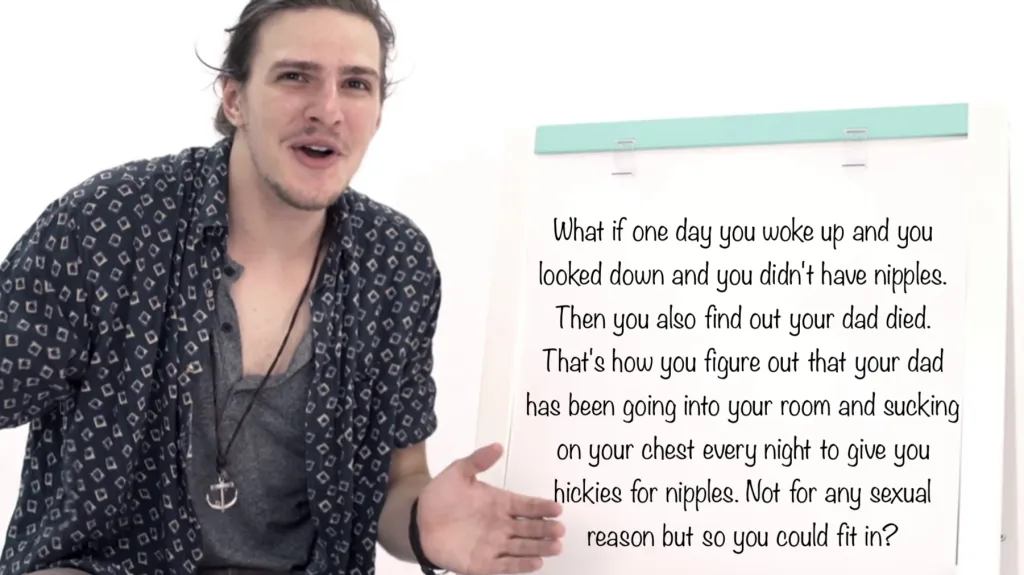 What if one day you woke up and you
looked down and you didn't have nipples.
Then you also find out your dad died.
That's how you figure out that your dad
has been going into your room and sucking
on your chest every night to give you
hickies for nipples. Not for any sexual
reason but so you could fit in?